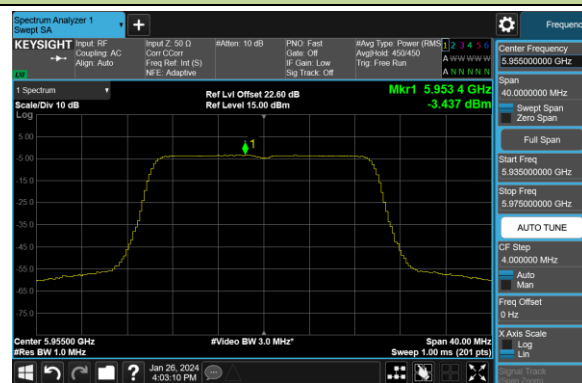 Spectrum Analyzer 1
Swept SA
Frequen
KEYSIGHT
Input: RF
Coupling: AC
Align: Auto
Input Z: 50 Ω
Corr CCorr
Freq Ref: Int (S)
NFE: Adaptive
#Atten: 10 dB
PNO: Fast
Gate: Off
IF Gain: Low
Sig Track: Off
#Avg Type: Power (RMS
Avg|Hold: 450/450
Trig: Free Run
1 2 3 4 5 6
A W W W W W
A N N N N N
LXI
1 Spectrum
Scale/Div 10 dB
Log
Ref Lvl Offset 22.60 dB
Ref Level 15.00 dBm
Mkr1 5.953 4 GHz
-3.437 dBm
5.00
-5.00
-15.0
-25.0
-35.0
-45.0
-55.0
-65.0
-75.0
1
Center 5.95500 GHz
#Res BW 1.0 MHz
#Video BW 3.0 MHz*
Span 40.00 MHz
Sweep 1.00 ms (201 pts)
Center Frequency
5.955000000 GHz
Span
40.0000000 MHz
Swept Span
Zero Span
Full Span
Start Freq
5.935000000 GHz
Stop Freq
5.975000000 GHz
AUTO TUNE
CF Step
4.000000 MHz
Auto
Man
Freq Offset
0 Hz
X Axis Scale
Log
Lin
Signal Track
Jan 26, 2024
4:03:10 PM